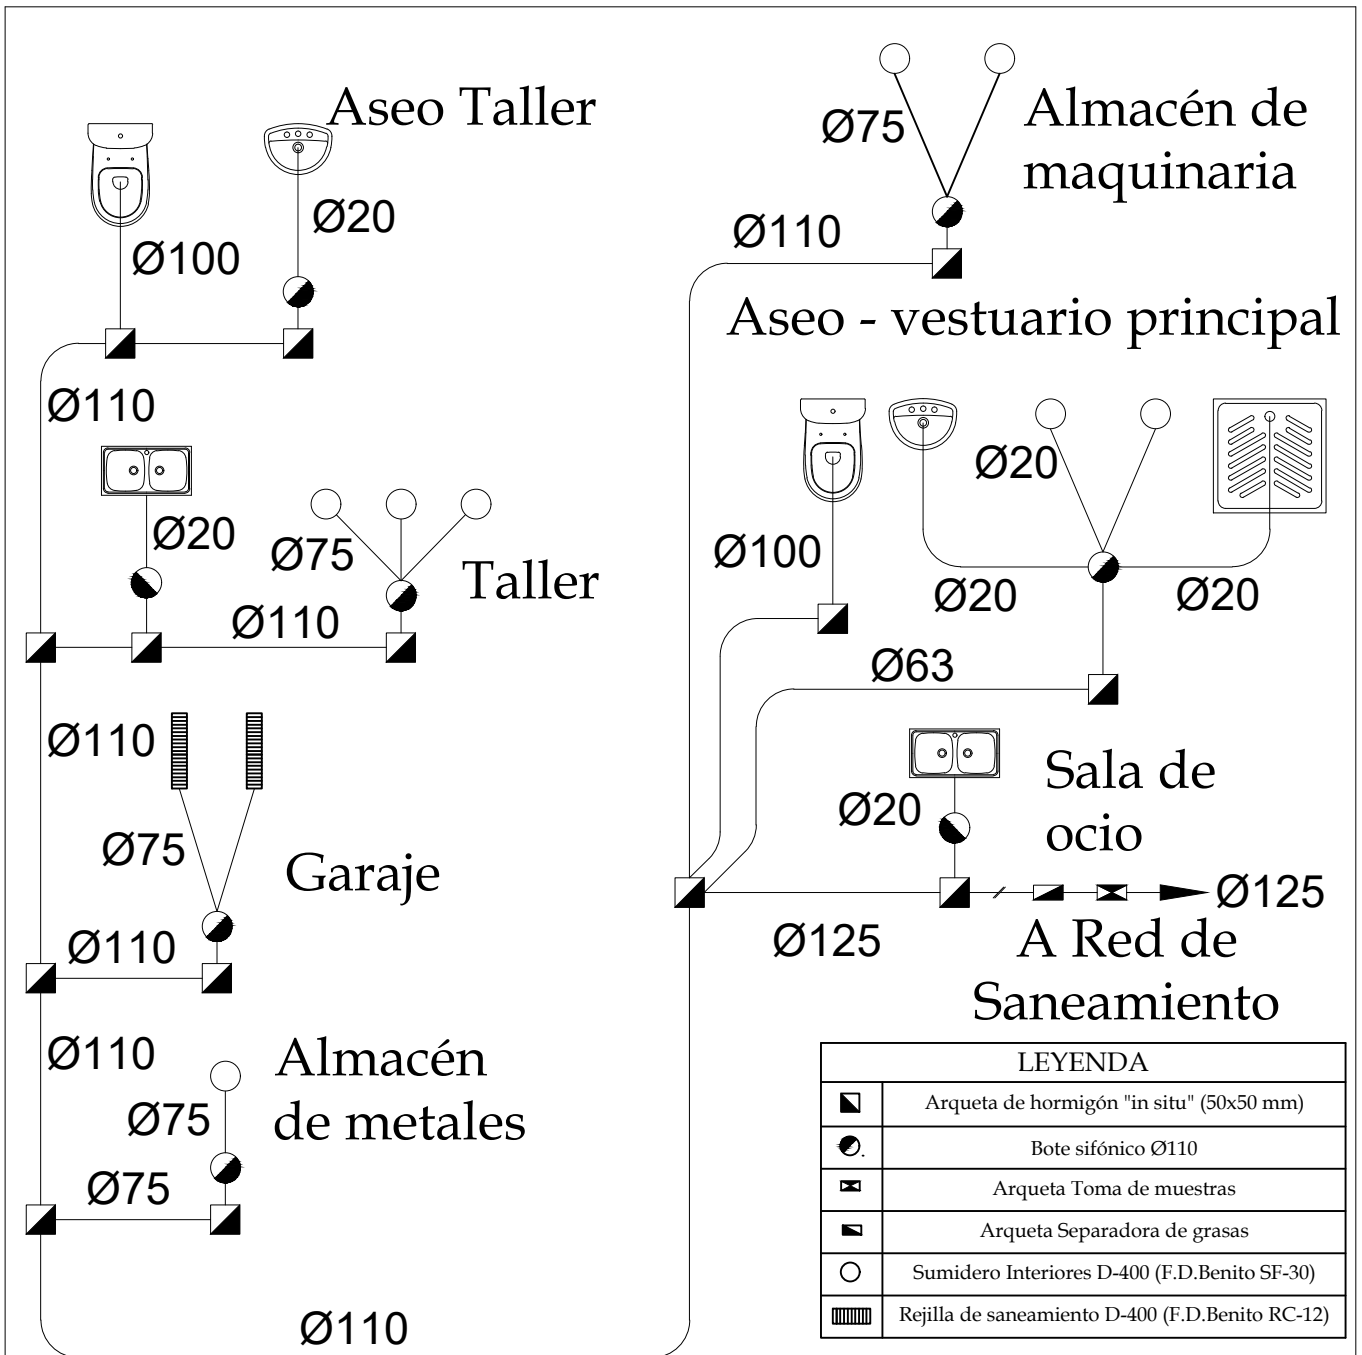 Aseo Taller
Ø100
Ø20
Ø110
Ø20
Ø75
Taller
Ø110
Ø110
Ø75
Garaje
Ø110
Ø110
Almacén
de metales
Ø75
Ø75
Ø110
Ø75
Almacén de
maquinaria
Ø110
Aseo - vestuario principal
Ø20
Ø100
Ø20
Ø20
Ø63
Sala de
ocio
Ø20
Ø125
Ø125
A Red de
Saneamiento
LEYENDA
Arqueta de hormigón "in situ" (50x50 mm)
Bote sifónico Ø110
Arqueta Toma de muestras
Arqueta Separadora de grasas
Sumidero Interiores D-400 (F.D.Benito SF-30)
Rejilla de saneamiento D-400 (F.D.Benito RC-12)